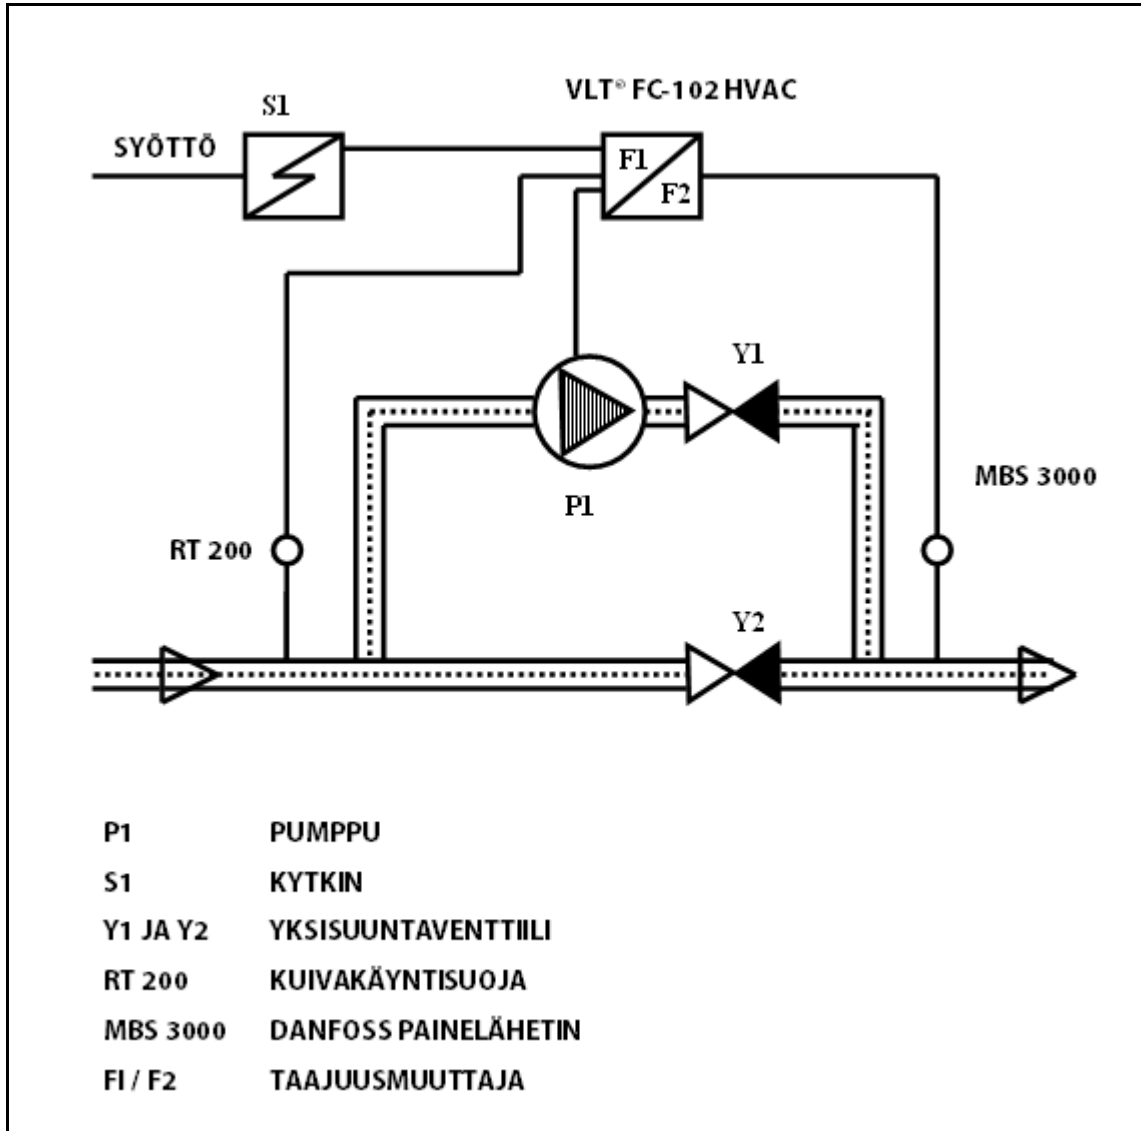 VLT® FC-102 HVAC
S1
SYÖTTÖ
F1
F2
Y1
MBS 3000
P1
RT 200
Y2
P1 PUMPPU
S1 KYTKIN
Y1 JA Y2 YKSISUUNTAVENTTIILI
RT 200 KUIVAKÄYNTISUOJA
MBS 3000 DANFOSS PAINELÄHETIN
FI / F2 TAAJUUSMUUTTAJA